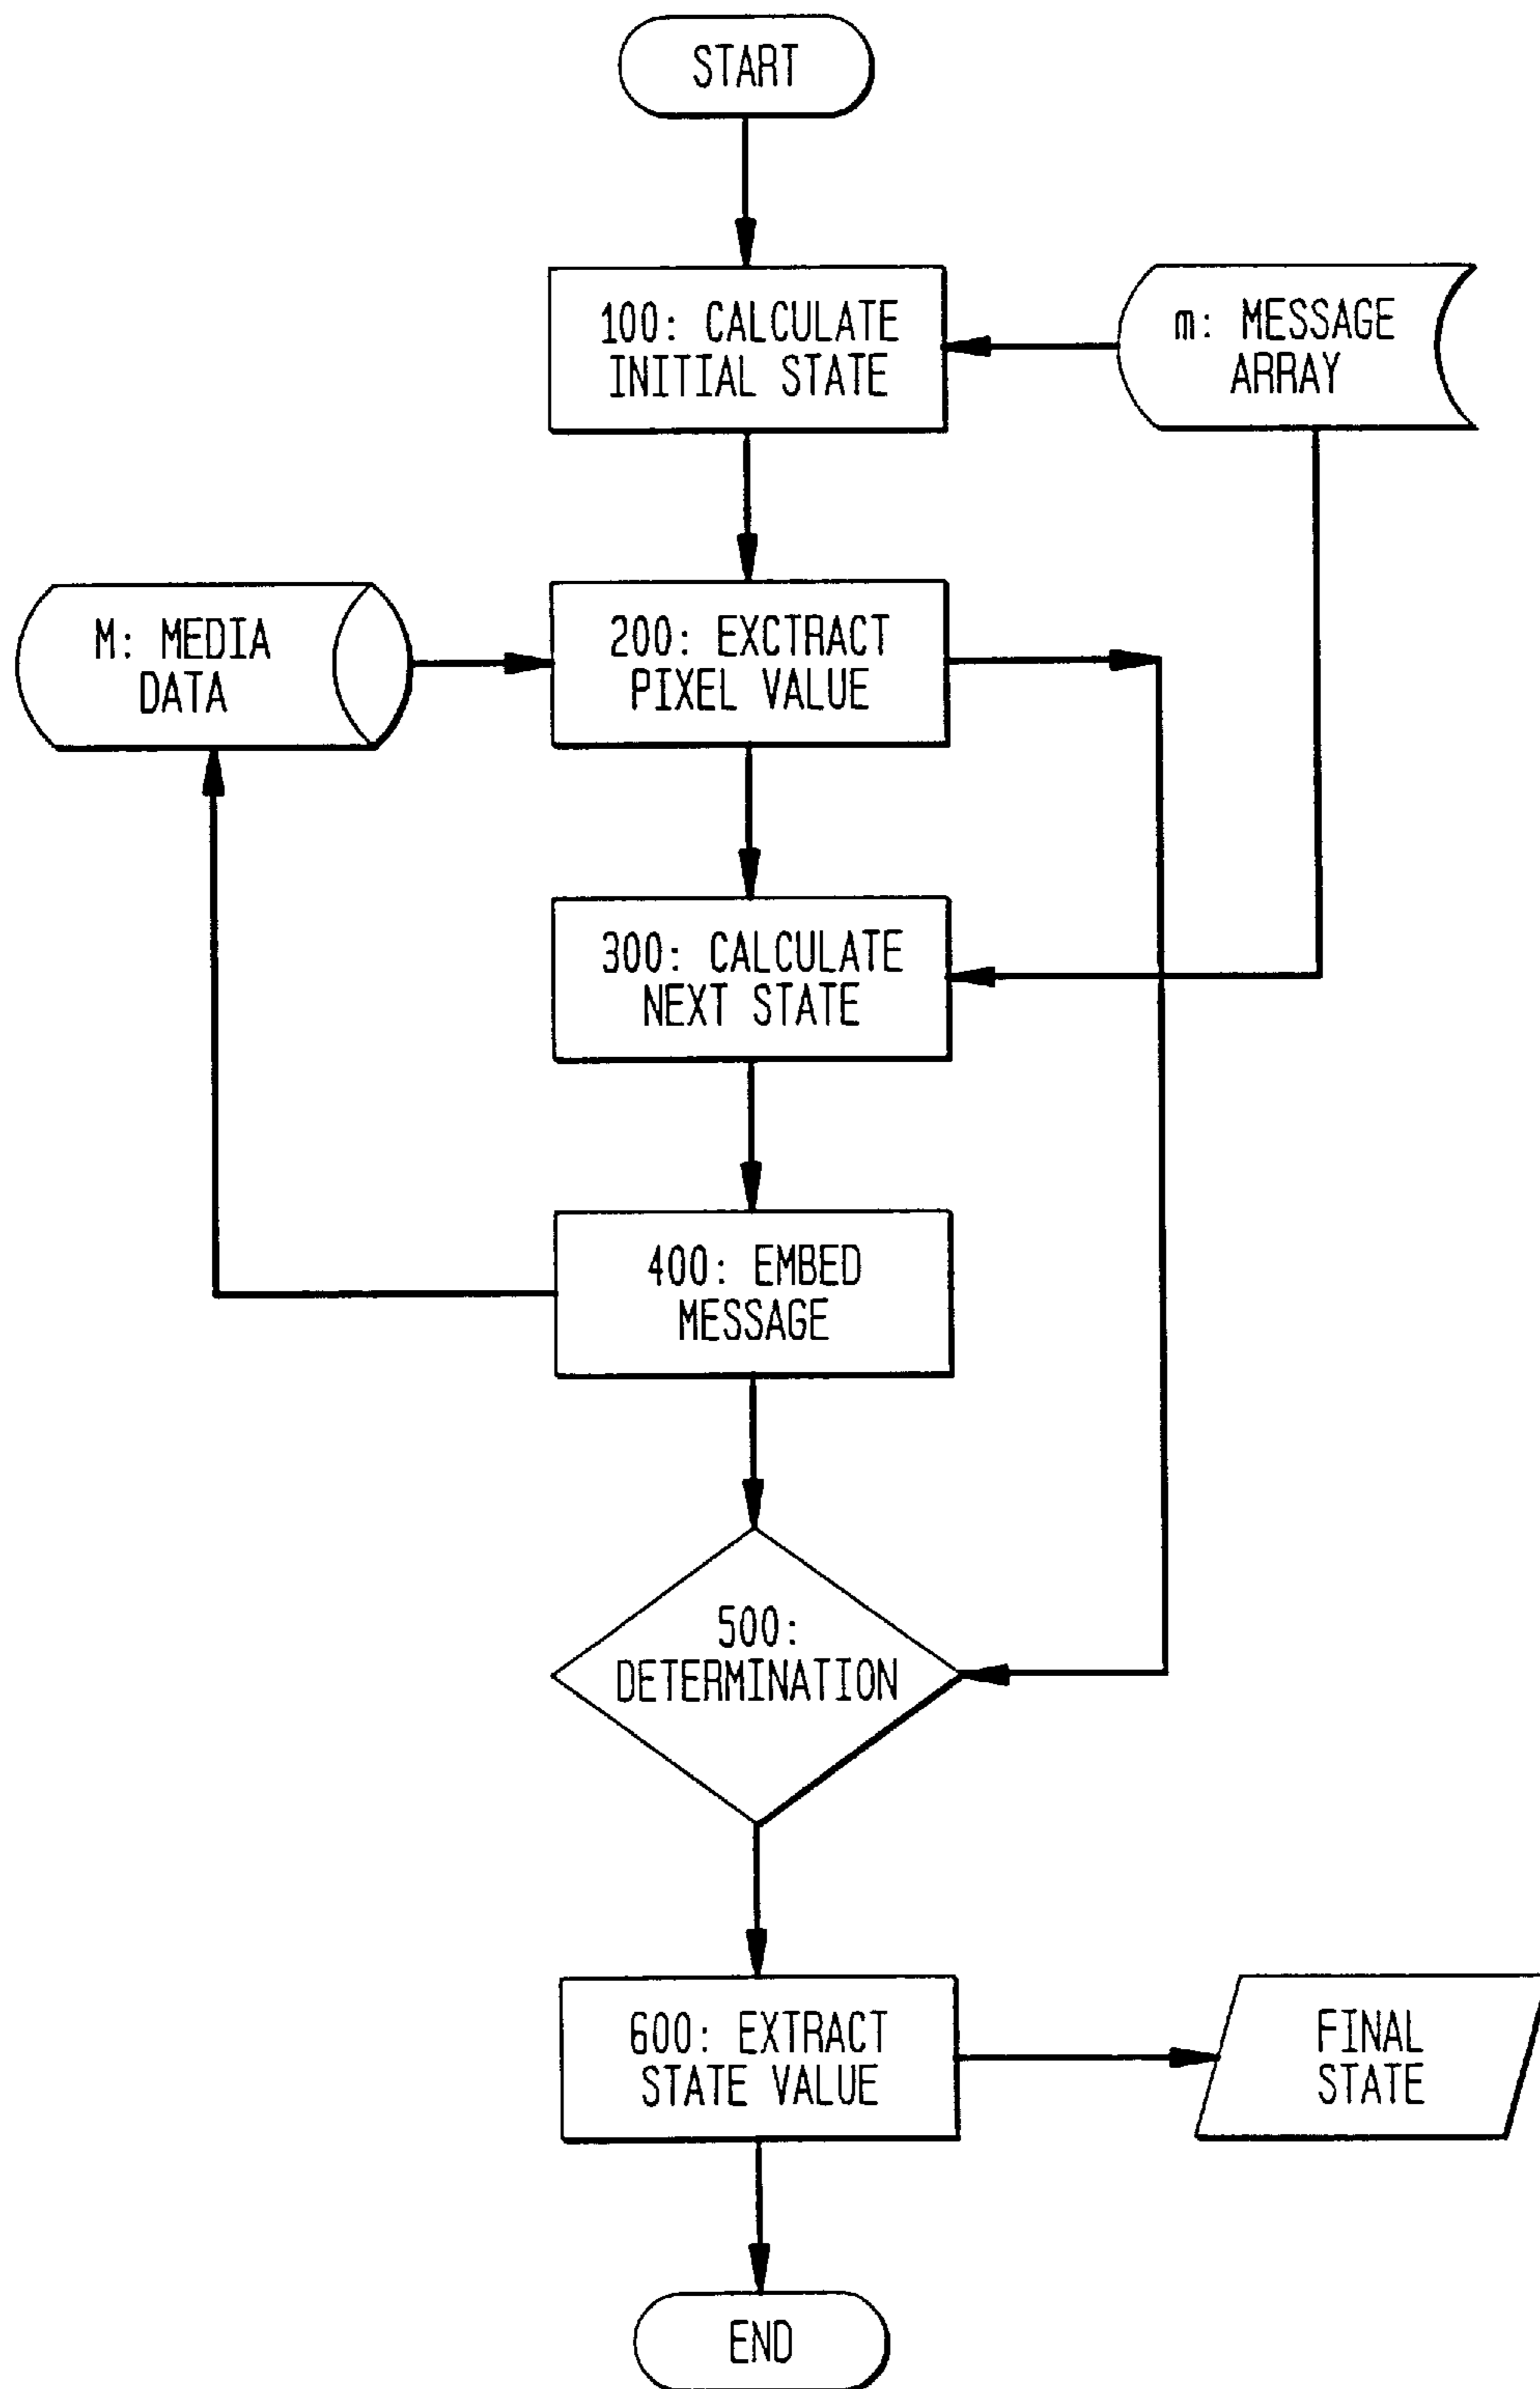 START
100: CALCULATE
INITIAL STATE
m: MESSAGE
ARRAY
M: MEDIA
DATA
200: EXCTRACT
PIXEL VALUE
300: CALCULATE
NEXT STATE
400: EMBED
MESSAGE
500:
DETERMINATION
600: EXTRACT
STATE VALUE
FINAL
STATE
END